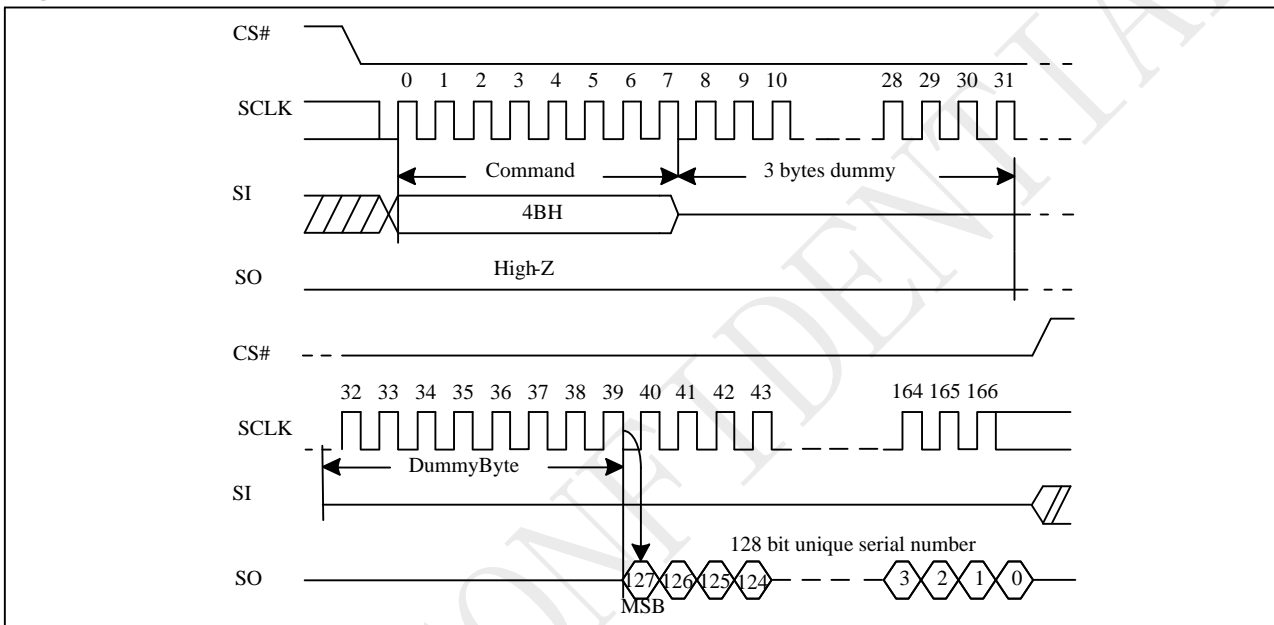 CS#
0 1 2 3 4 5 6 7 8 9 10 28 29 30 31
SCLK
Command 3 bytes dummy
SI
4BH
High-Z
SO
CS#
32 33 34 35 36 37 38 39 40 41 42 43 164 165 166
SCLK
DummyByte
SI
128 bit unique serial number
SO
127 126 125 124 3 2 1 0
MSB
CONFIDENTIAL